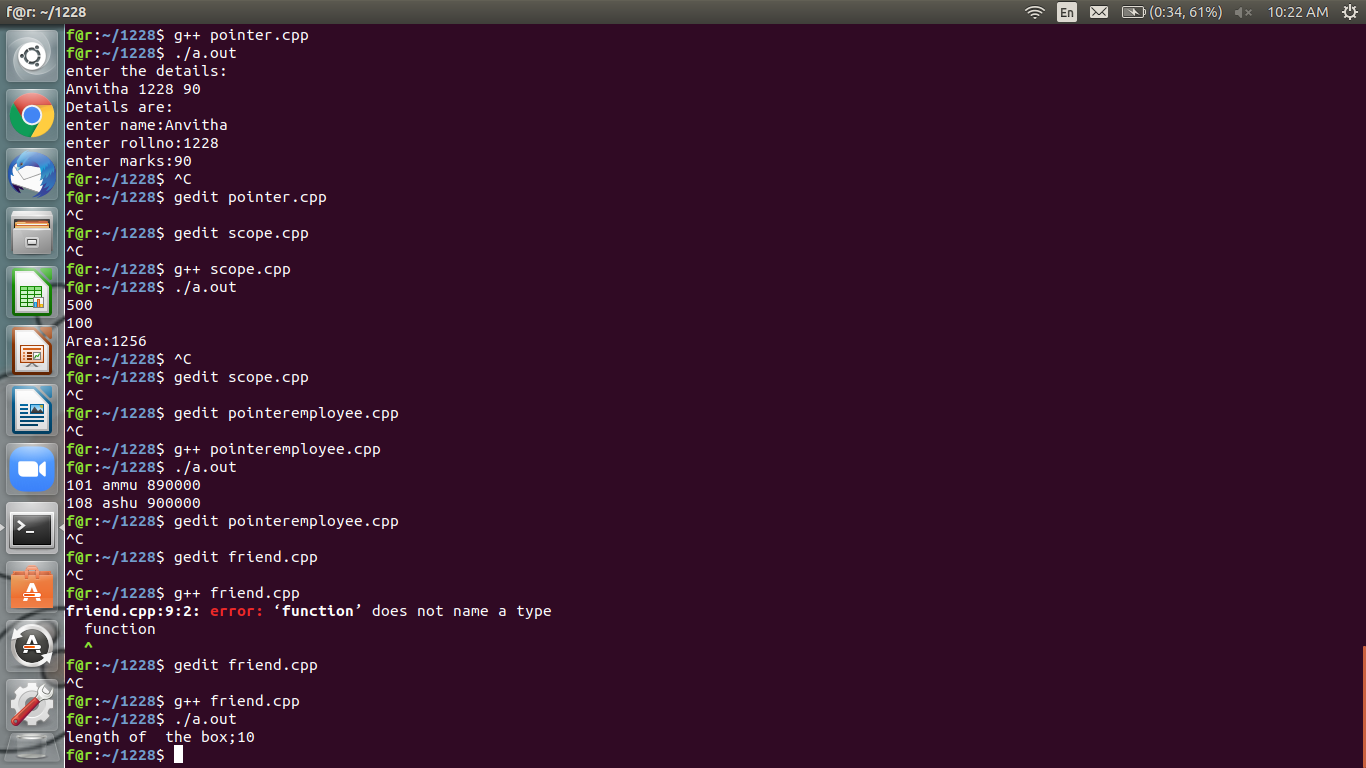 f@r: ~/1228
En
(0:34, 61%)
10:22 AM
f@r:~/1228$ g++ pointer.cpp
f@r:~/1228$ ./a.out
enter the details:
Anvitha 1228 90
Details are:
enter name:Anvitha
enter rollno:1228
enter marks:90
f@r:~/1228$ ^C
f@r:~/1228$ gedit pointer.cpp
^C
f@r:~/1228$ gedit scope.cpp
^C
f@r:~/1228$ g++ scope.cpp
f@r:~/1228$ ./a.out
500
100
Area:1256
f@r:~/1228$ ^C
f@r:~/1228$ gedit scope.cpp
^C
f@r:~/1228$ gedit pointeremployee.cpp
^C
f@r:~/1228$ g++ pointeremployee.cpp
f@r:~/1228$ ./a.out
101 ammu 890000
108 ashu 900000
f@r:~/1228$ gedit pointeremployee.cpp
^C
f@r:~/1228$ gedit friend.cpp
^C
f@r:~/1228$ g++ friend.cpp
friend.cpp:9:2: error: ‘function’ does not name a type
  function
  ^
f@r:~/1228$ gedit friend.cpp
^C
f@r:~/1228$ g++ friend.cpp
f@r:~/1228$ ./a.out
length of  the box;10
f@r:~/1228$